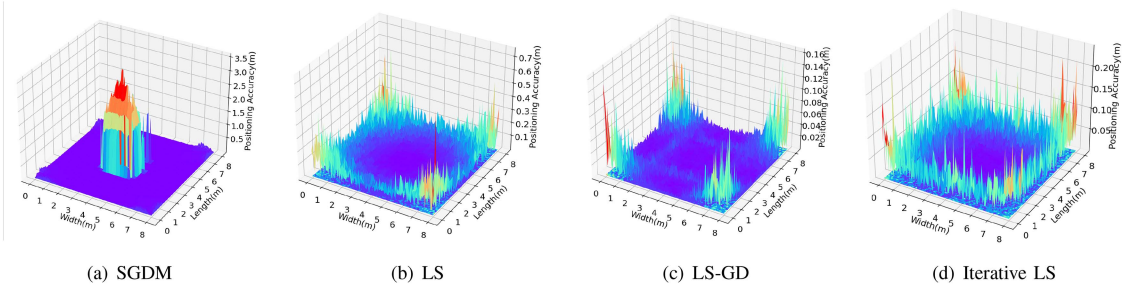 3.5
3.0
2.5
2.0
1.5
1.0
0.5
Positioning Accuracy(m)
0 1 2 3 4 5 6 7 8
Width(m)
0 1 2 3 4 5 6 7 8
Length(m)
(a) SGDM
0.7
0.6
0.5
0.4
0.3
0.2
0.1
Positioning Accuracy(m)
0 1 2 3 4 5 6 7 8
Width(m)
0 1 2 3 4 5 6 7 8
Length(m)
(b) LS
0.16
0.14
0.12
0.10
0.08
0.06
0.04
0.02
Positioning Accuracy(m)
0 1 2 3 4 5 6 7 8
Width(m)
0 1 2 3 4 5 6 7 8
Length(m)
(c) LS-GD
0.20
0.15
0.10
0.05
Positioning Accuracy(m)
0 1 2 3 4 5 6 7 8
Width(m)
0 1 2 3 4 5 6 7 8
Length(m)
(d) Iterative LS